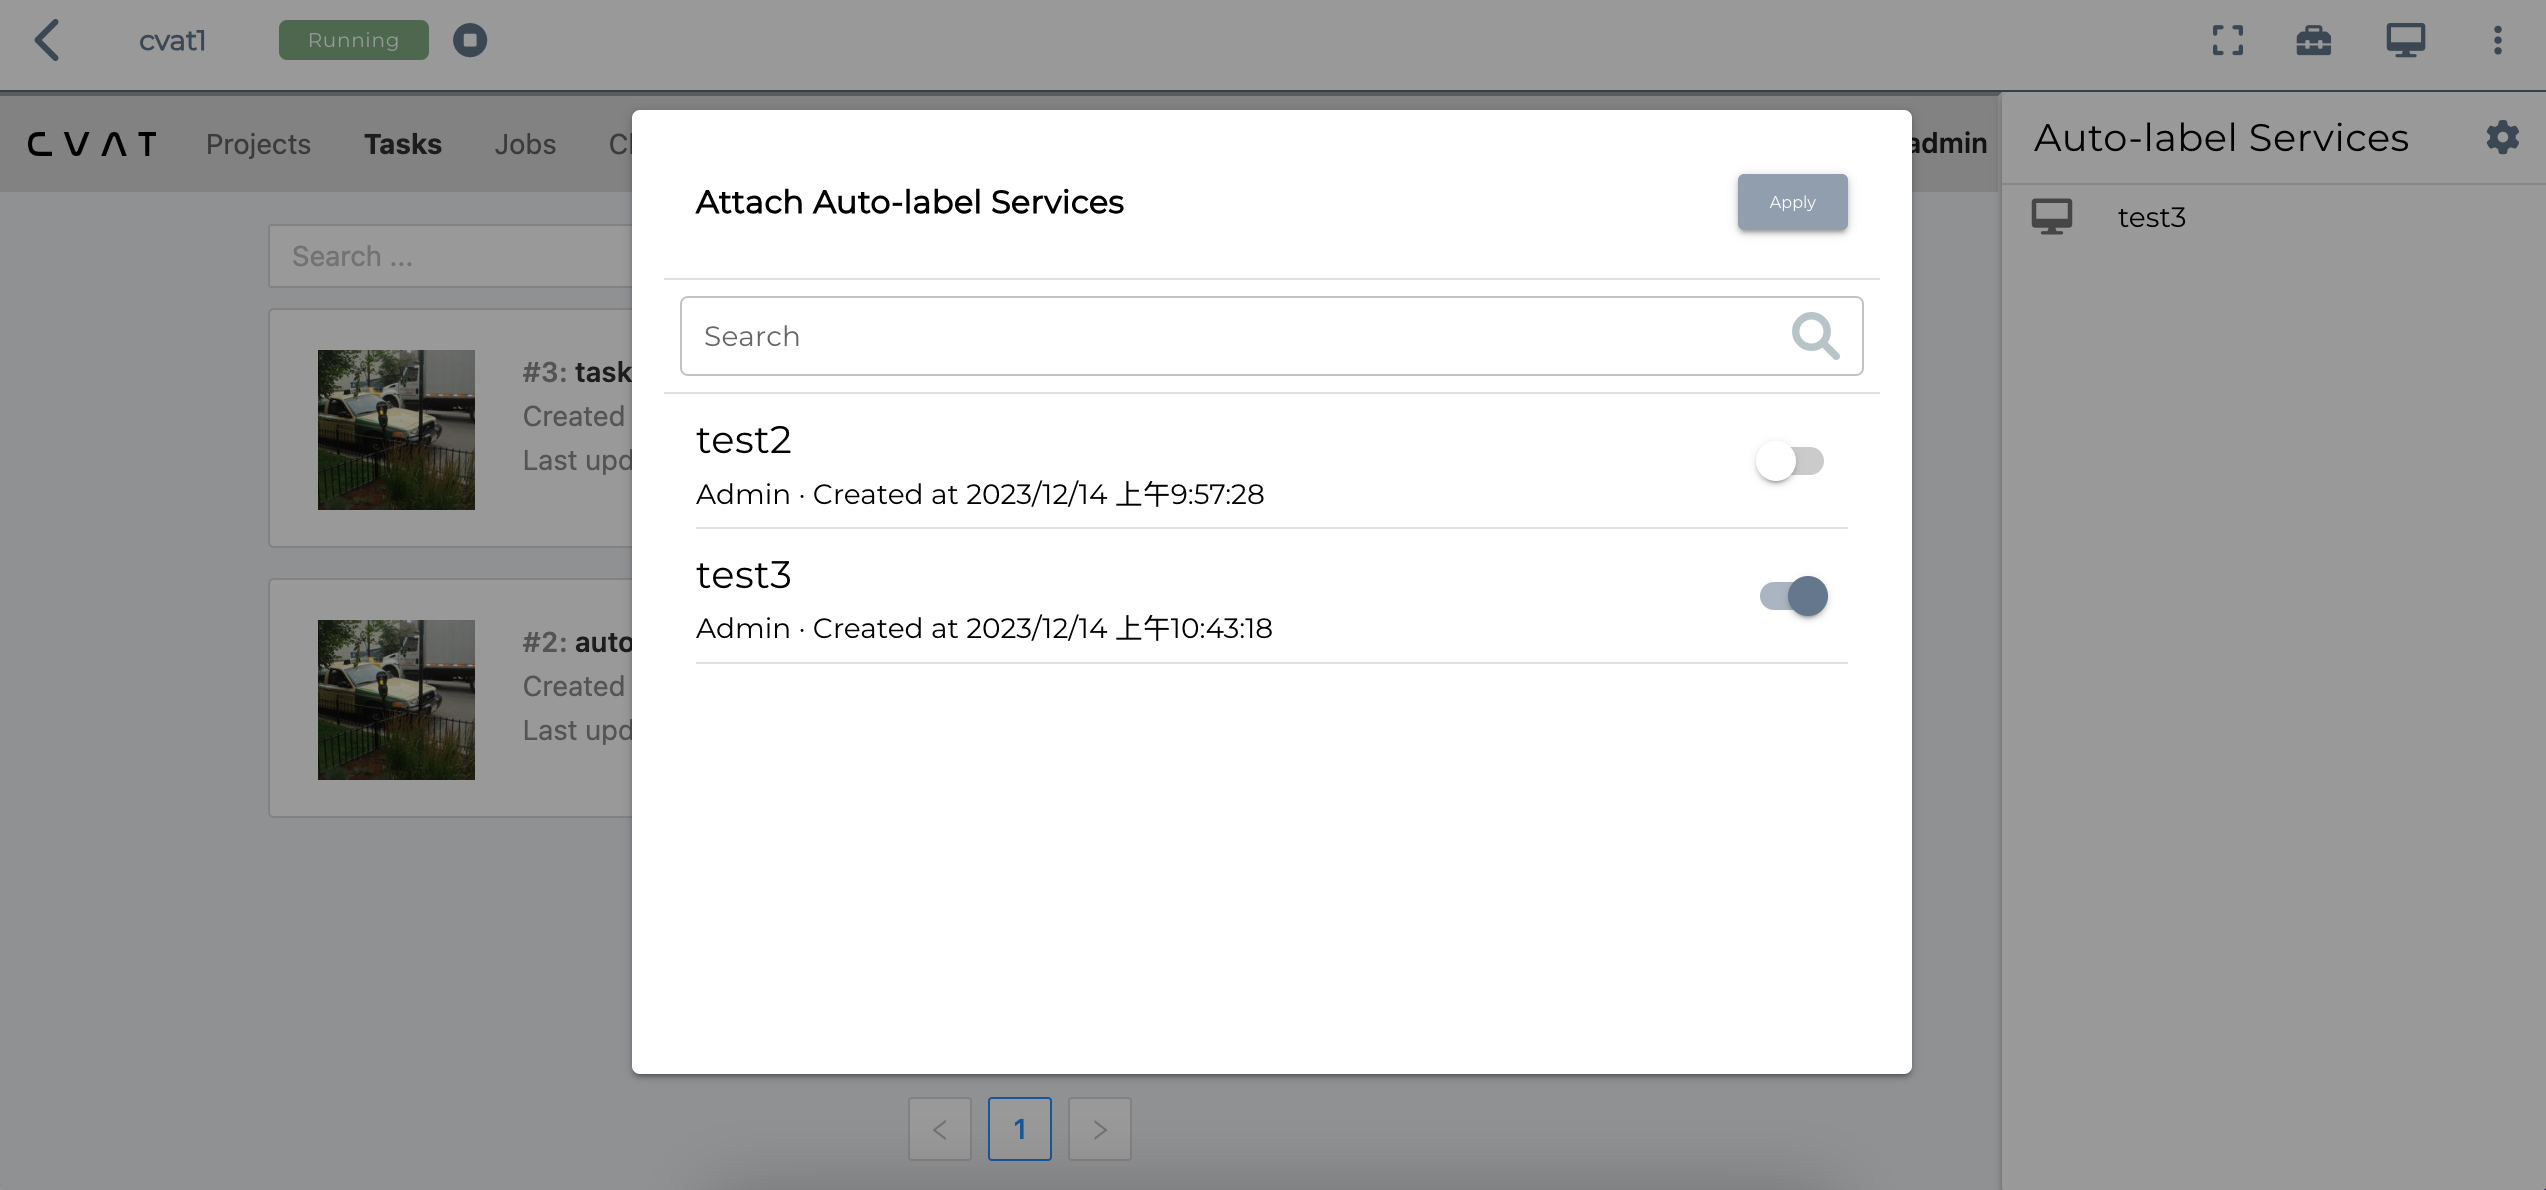 cvat1
Running
CVAT
Projects
Tasks
Jobs
admin
Auto-label Services
test3
Search ...
#3: task
Created
Last upd
#2: auto
Created
Last upd
Attach Auto-label Services
Apply
Search
test2
Admin · Created at 2023/12/14 上午9:57:28
test3
Admin · Created at 2023/12/14 上午10:43:18
< 1 >